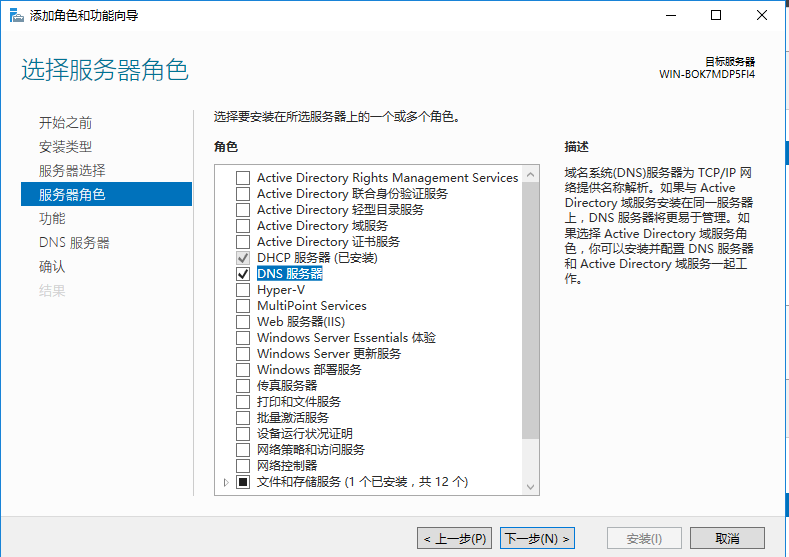 添加角色和功能向导
选择服务器角色
目标服务器
WIN-BOK7MDP5FI4
开始之前
安装类型
服务器选择
服务器角色
功能
DNS 服务器
确认
结果
选择要安装在所选服务器上的一个或多个角色。
角色
Active Directory Rights Management Services
Active Directory 联合身份验证服务
Active Directory 轻型目录服务
Active Directory 域服务
Active Directory 证书服务
DHCP 服务器 (已安装)
DNS 服务器
Hyper-V
MultiPoint Services
Web 服务器(IIS)
Windows Server Essentials 体验
Windows Server 更新服务
Windows 部署服务
传真服务器
打印和文件服务
批量激活服务
设备运行状况证明
网络策略和访问服务
网络控制器
文件和存储服务 (1 个已安装，共 12 个)
描述
域名系统(DNS)服务器为 TCP/IP 网
络提供名称解析。如果与 Active
Directory 域服务安装在同一服务器
上，DNS 服务器将更易于管理。如
果选择 Active Directory 域服务角
色，你可以安装并配置 DNS 服务器
和 Active Directory 域服务一起工
作。
< 上一步(P)
下一步(N) >
安装(I)
取消